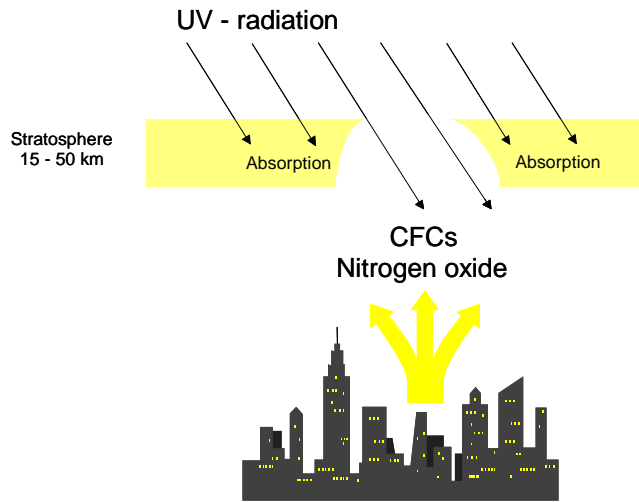 UV - radiation
Stratosphere
15 - 50 km
Absorption
Absorption
CFCs
Nitrogen oxide